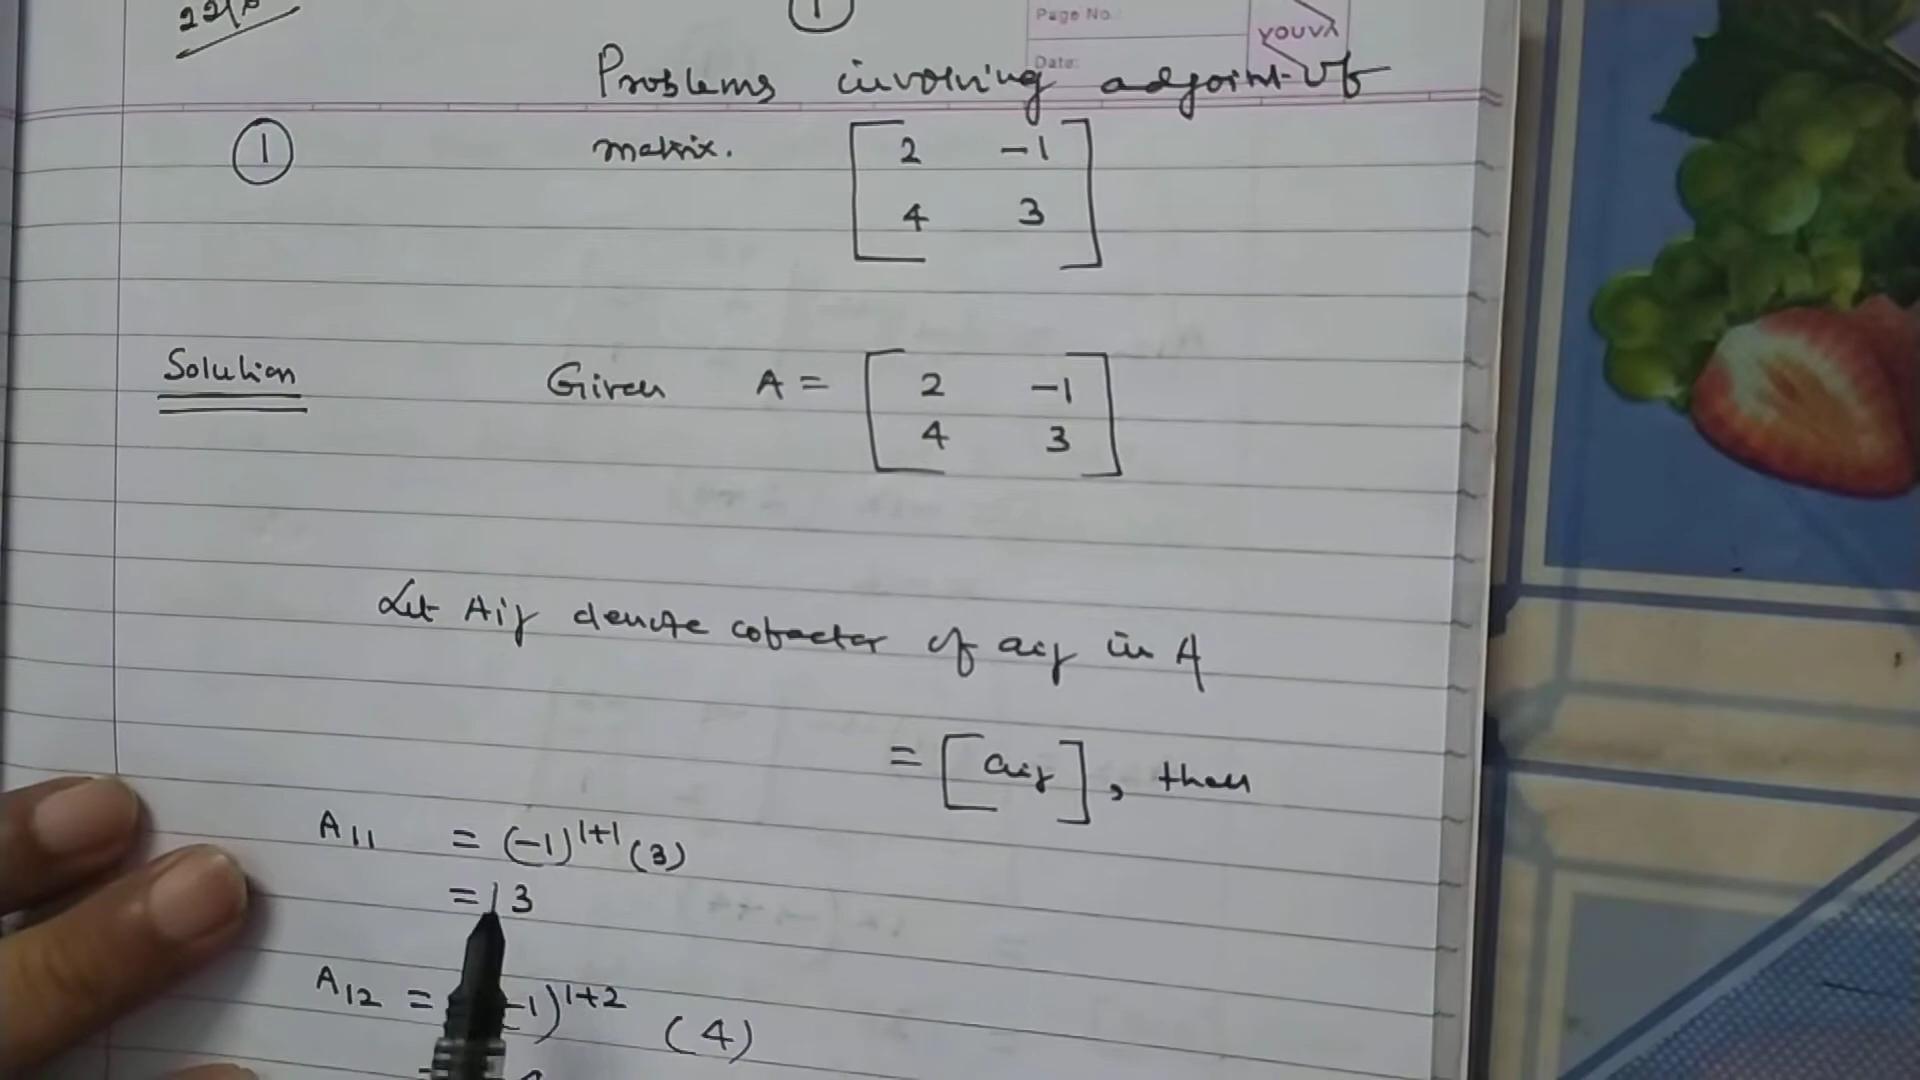 1
Page No.
YOUVA
Date:
Problems involving adjoint of
1 matrix. [ 2 -1
4 3 ]
Solution Given A = [ 2 -1
4 3 ]
Let Aij denote cofactor of aij in A
= [ aij ], then
A11 = (-1)^1+1 (3)
= 3
A12 = (-1)^1+2 (4)